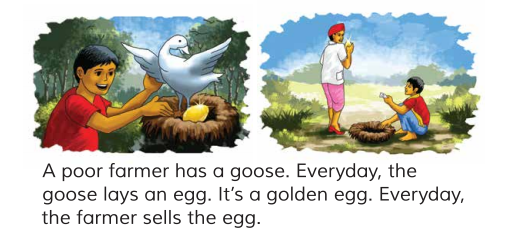 A poor farmer has a goose. Everyday, the
goose lays an egg. It's a golden egg. Everyday,
the farmer sells the egg.